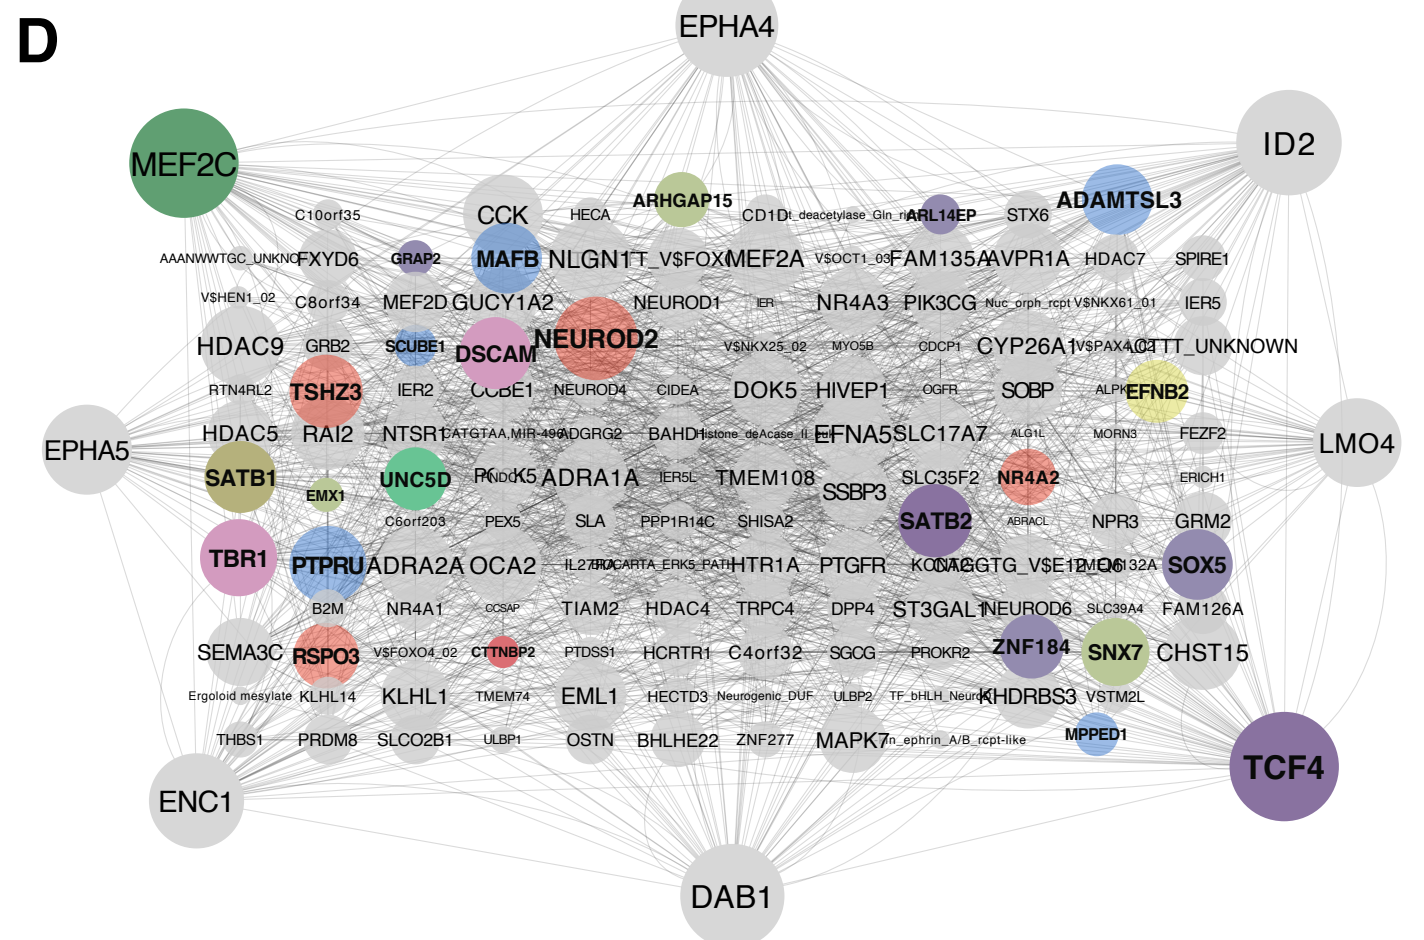 D
EPHA4
MEF2C
ID2
C10orf35
CCK
HECA
ARHGAP15
CD1D
ARL14EP
STX6
ADAMTSL3
FXYD6
GRAP2
MAFB
NLGN1
MEF2A
V$OCT1_03
FAM135A
AVPR1A
HDAC7
SPIRE1
V$HEN1_02
C8orf34
MEF2D
GUCY1A2
NEUROD1
IER
NR4A3
PIK3CG
Nuc_orph_rcpt
V$NKX61_01
IER5
HDAC9
GRB2
SCUBE1
DSCAM
NEUROD2
V$NKX25_02
MYO5B
CDCP1
CYP26A1
RTN4RL2
TSHZ3
IER2
NEUROD4
CIDEA
DOK5
HIVEP1
OGFR
SOBP
EFNB2
EPHA5
HDAC5
RAI2
NTSR1
ADGRG2
BAHD1
EFNA5
SLC17A7
ALG1L
MORN3
FEZF2
LMO4
SATB1
EMX1
UNC5D
ADRA1A
IER5L
TMEM108
SSBP3
SLC35F2
NR4A2
ERICH1
C6orf203
PEX5
SLA
PPP1R14C
SHISA2
SATB2
ABRACL
NPR3
GRM2
TBR1
PTPRU
ADRA2A
OCA2
HTR1A
PTGFR
SOX5
B2M
NR4A1
CCSAP
TIAM2
HDAC4
TRPC4
DPP4
ST3GAL1
NEUROD6
SLC39A4
FAM126A
SEMA3C
RSPO3
V$FOXO4_02
CTTNBP2
PTDSS1
HCRTR1
C4orf32
SGCG
PROKR2
ZNF184
SNX7
CHST15
Ergoloid mesylate
KLHL14
KLHL1
TMEM74
EML1
HECTD3
Neurogenic_DUF
ULBP2
KHDRBS3
VSTM2L
THBS1
PRDM8
SLCO2B1
ULBP1
OSTN
BHLHE22
ZNF277
MAPK7
MPPED1
TCF4
ENC1
DAB1